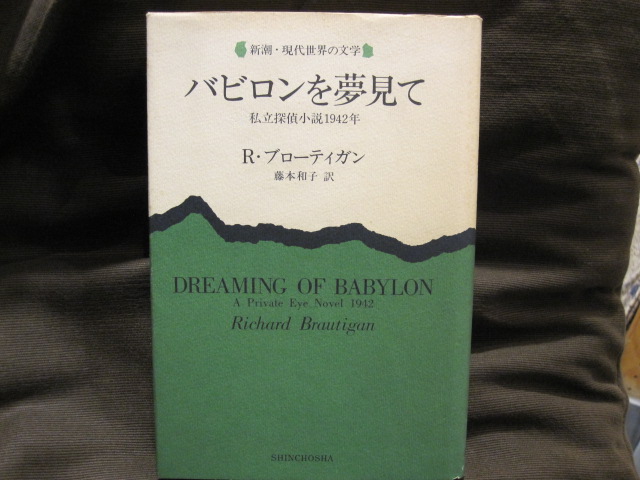 新潮・現代世界の文学
バビロンを夢見て
私立探偵小説1942年
R・ブローティガン
藤本和子 訳
DREAMING OF BABYLON
A Private Eye Novel 1942
Richard Brautigan
SHINCHOSHA